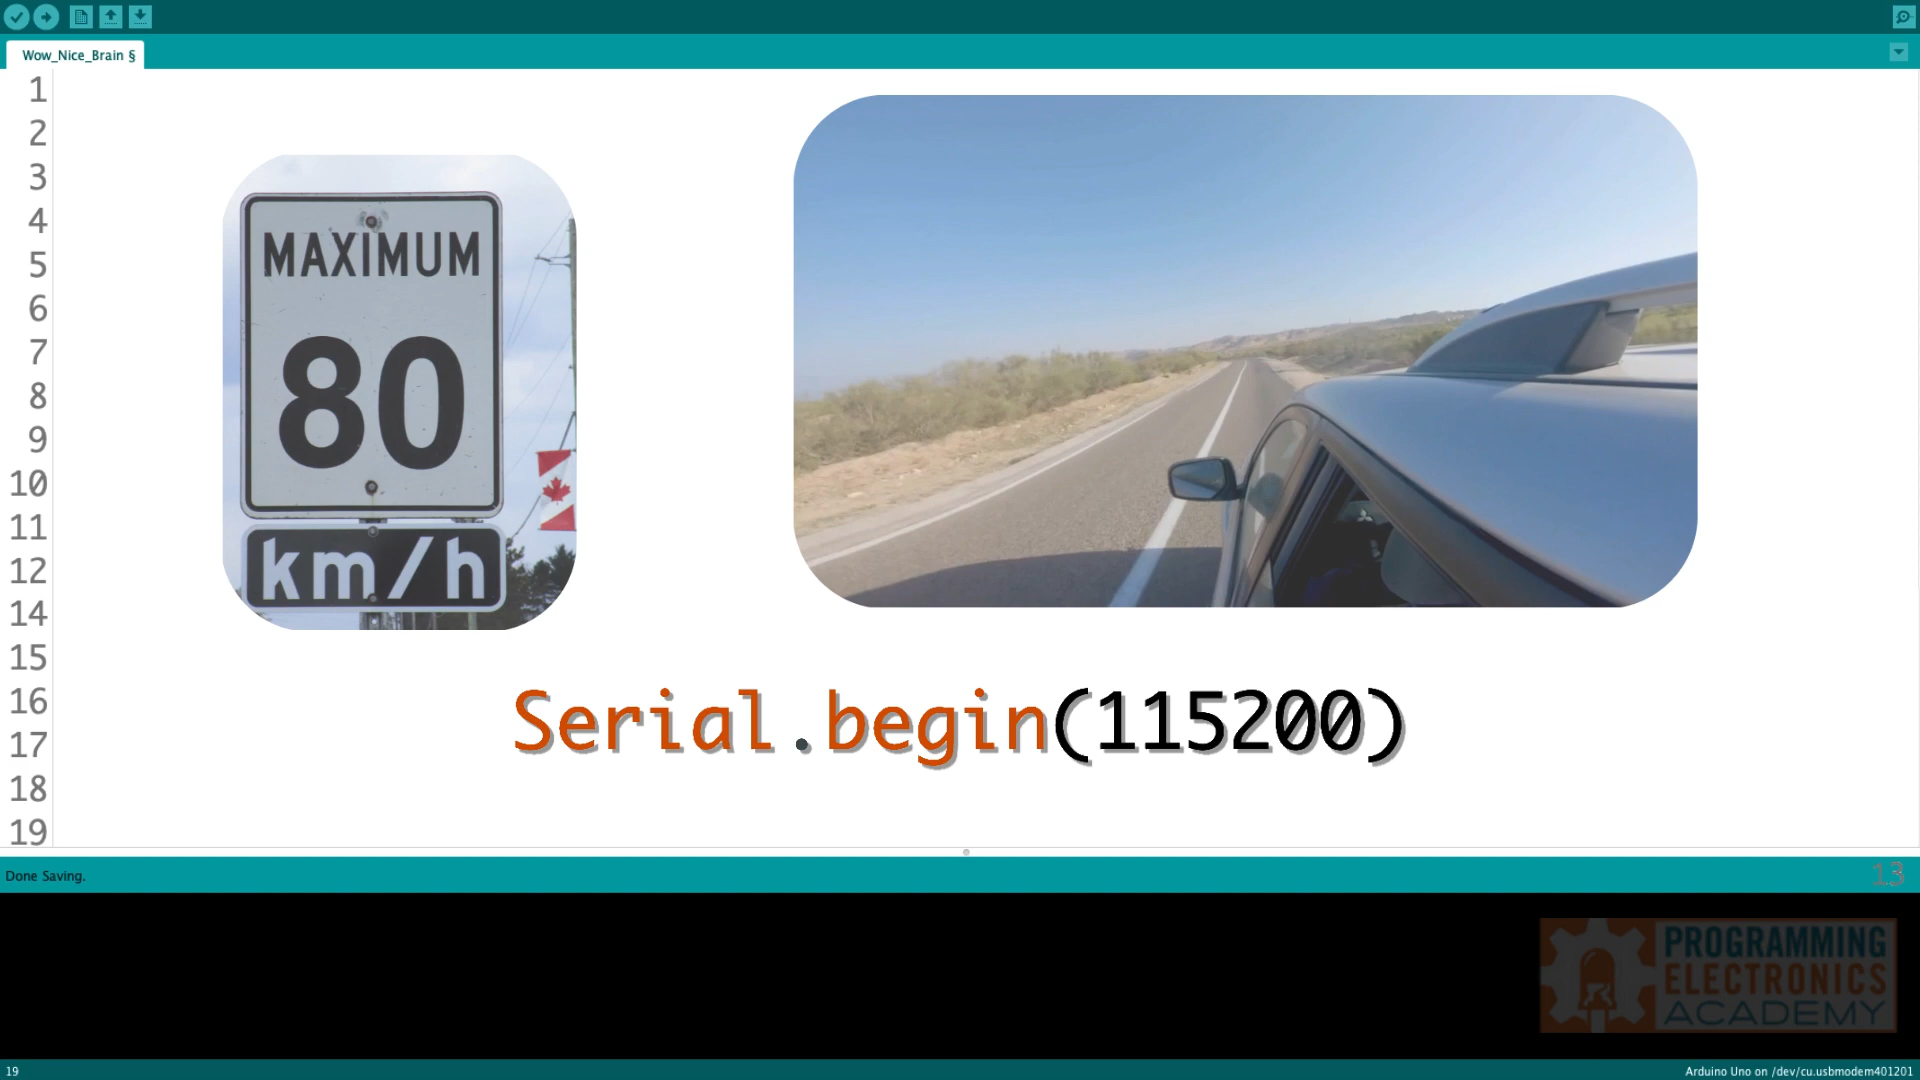 Wow_Nice_Brain §
1
2
3
4
5
6
7
8
9
10
11
12
14
15
16
17
18
19
MAXIMUM
80
km/h
Serial.begin(115200)
Done Saving.
13
PROGRAMMING
ELECTRONICS
ACADEMY
19
Arduino Uno on /dev/cu.usbmodem401201